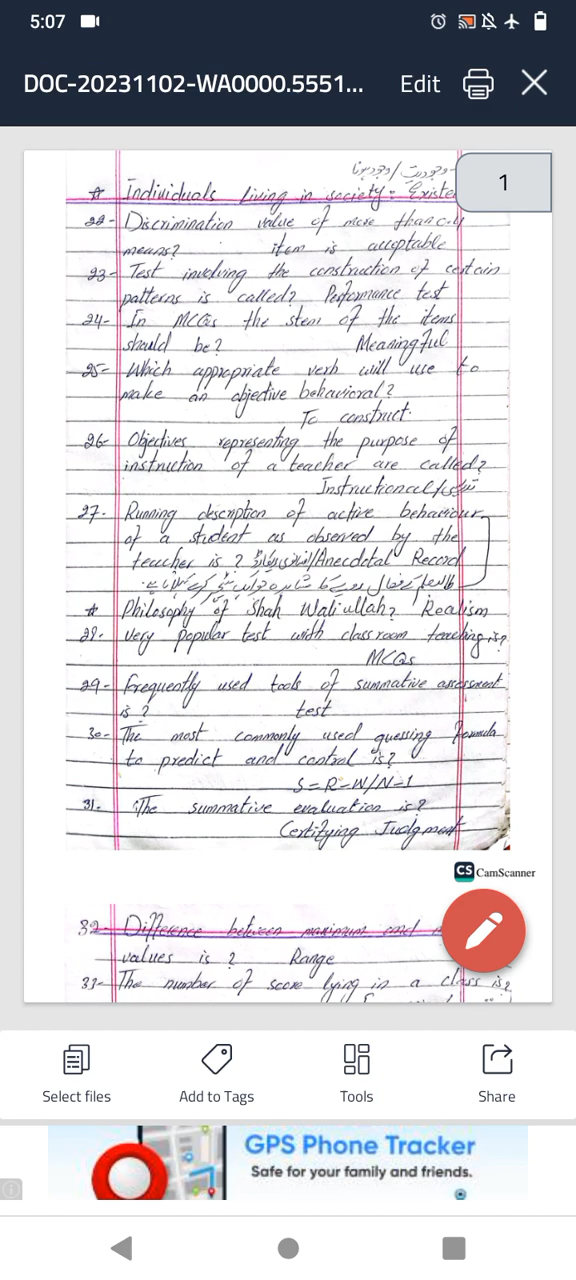 5:07
DOC-20231102-WA0000.5551...
Edit
1
وجودیت / وجود ہونا
☆ Individuals living in society = Existe
22- Discrimination value of more than 0.4
means? item is acceptable
23- Test involving the construction of certain
patterns is called? Performance test
24- In MCQs the stem of the items
should be? Meaningful
25- Which appropriate verb will use to
make an objective behavioral?
To construct.
26- Objectives representing the purpose of
instruction of a teacher are called?
Instructional/
27- Running description of active behaviour
of a student as observed by the
teacher is? /Anecdotal Record
☆ Philosophy of Shah Waliullah? Realism
28. very popular test with classroom teaching is?
MCQs
29- Frequently used tools of summative assessment
is? test
30- The most commonly used guessing formula
to predict and control is?
S=R-W/N-1
31. The summative evaluation is?
Certifying Judgment
CS CamScanner
32- Difference between maximum and
values is? Range
33- The number of score lying in a class is?
Select files
Add to Tags
Tools
Share
GPS Phone Tracker
Safe for your family and friends.